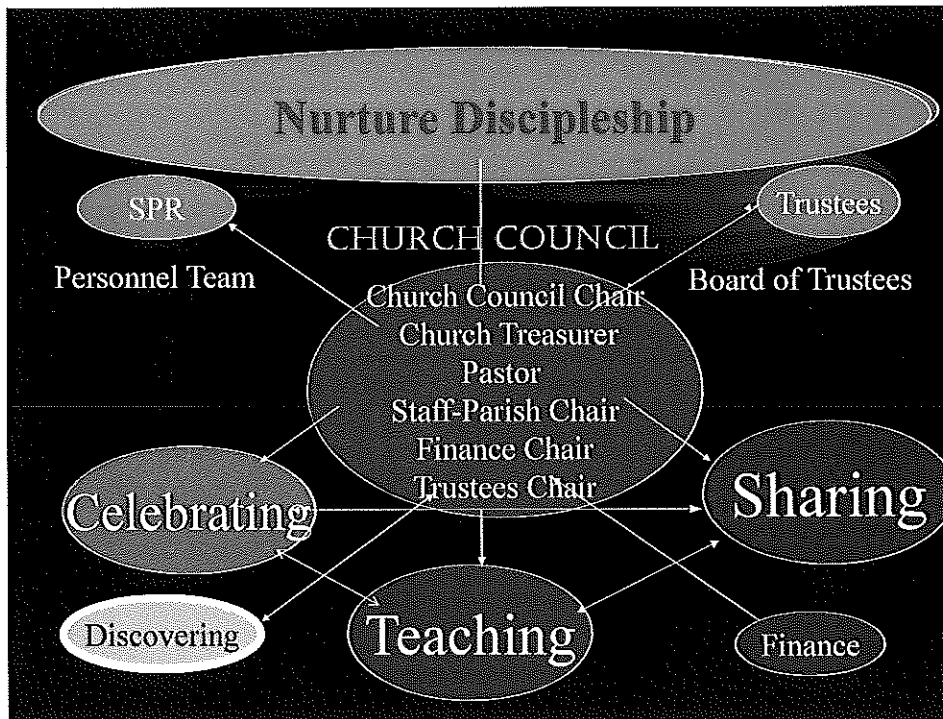 Nurture Discipleship
SPR
Trustees
CHURCH COUNCIL
Personnel Team
Board of Trustees
Church Council Chair
Church Treasurer
Pastor
Staff-Parish Chair
Finance Chair
Trustees Chair
Celebrating
Sharing
Discovering
Teaching
Finance